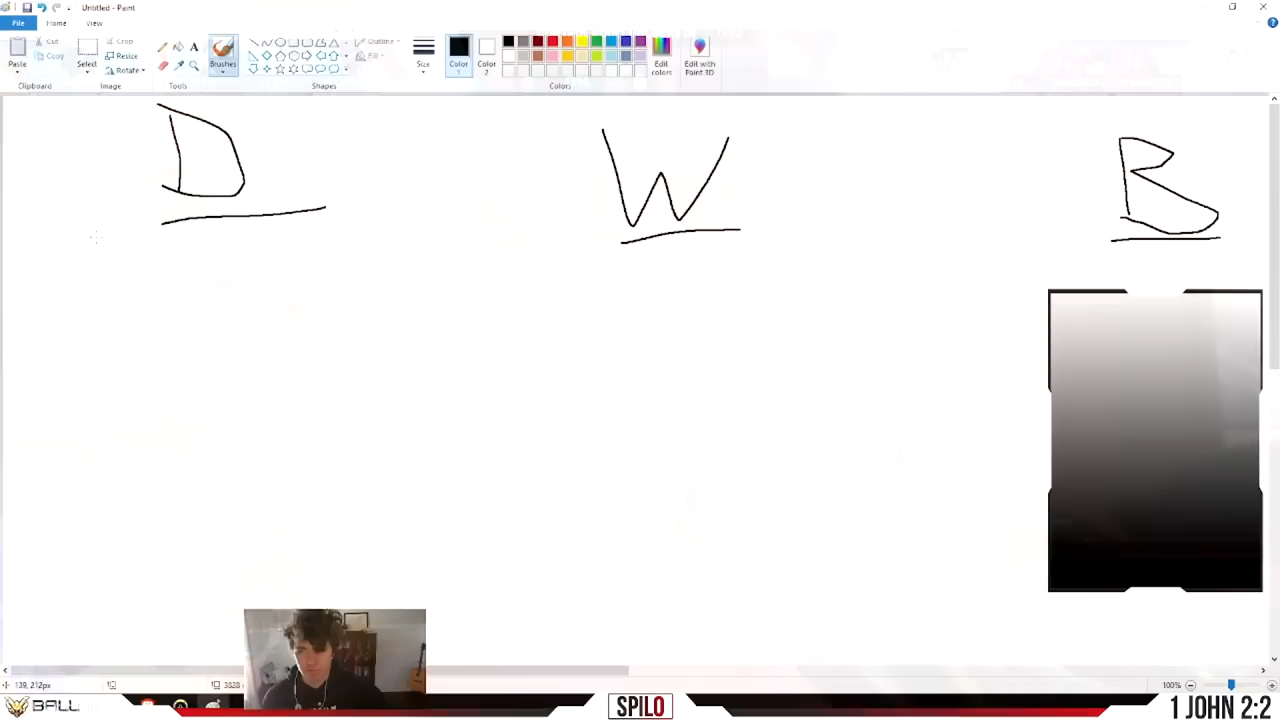 Untitled - Paint
File Home View
Paste
Cut
Copy
Clipboard
Select
Crop
Resize
Rotate
Image
A
Tools
Brushes
Outline
Fill
Shapes
Size
Color 1
Color 2
Edit colors
Edit with Paint 3D
Colors
D W B
139, 212px
3828
100%
BALL
SPILO
1 JOHN 2:2